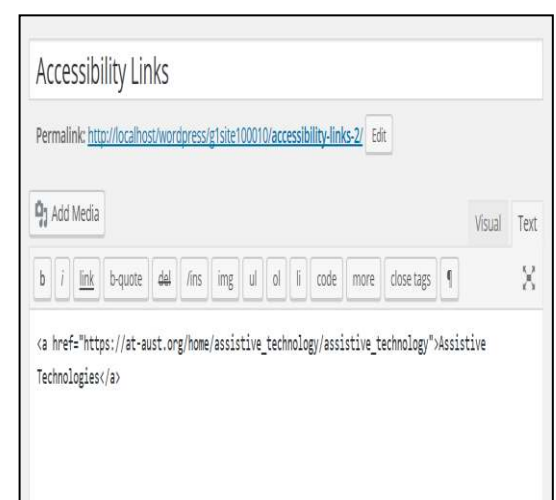 Accessibility Links
Permalink: http://localhost/wordpress/g1site100010/accessibility-links-2/ Edit
Add Media
Visual Text
b i link b-quote del /ins img ul ol li code more close tags ¶
<a href="https://at-aust.org/home/assistive_technology/assistive_technology">Assistive
Technologies</a>